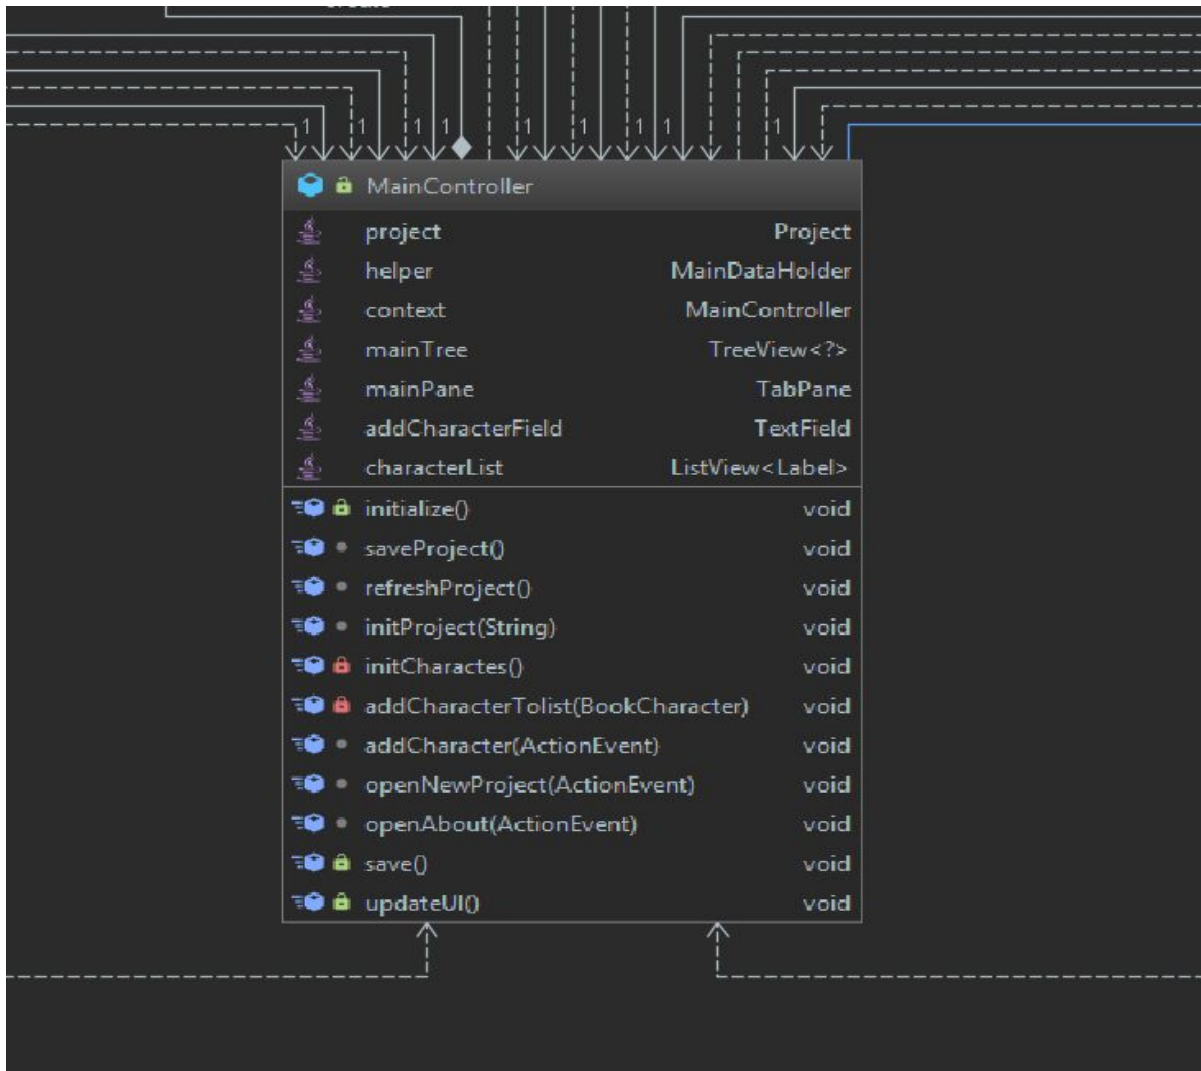 create
1 1 1 1 1 1 1 1 1
MainController
project Project
helper MainDataHolder
context MainController
mainTree TreeView<?>
mainPane TabPane
addCharacterField TextField
characterList ListView<Label>
initialize() void
saveProject() void
refreshProject() void
initProject(String) void
initCharactes() void
addCharacterTolist(BookCharacter) void
addCharacter(ActionEvent) void
openNewProject(ActionEvent) void
openAbout(ActionEvent) void
save() void
updateUI() void